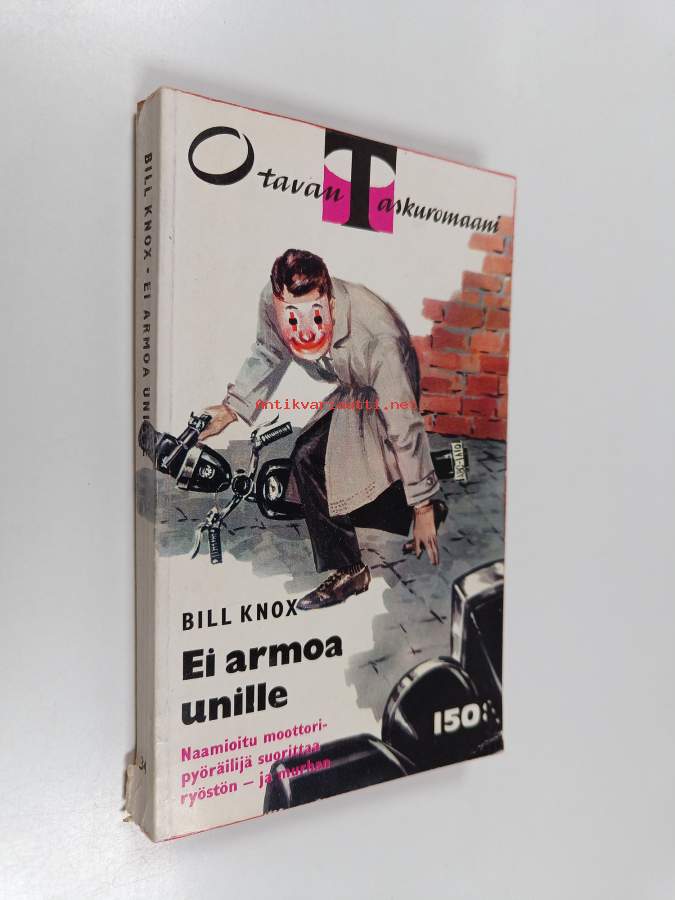 Otavan Taskuromaani
Antikvariaatti.net
BILL KNOX
Ei armoa
unille
Naamioitu moottori-
pyöräilijä suorittaa
ryöstön – ja murhan
150:
BILL KNOX - EI ARMOA
34